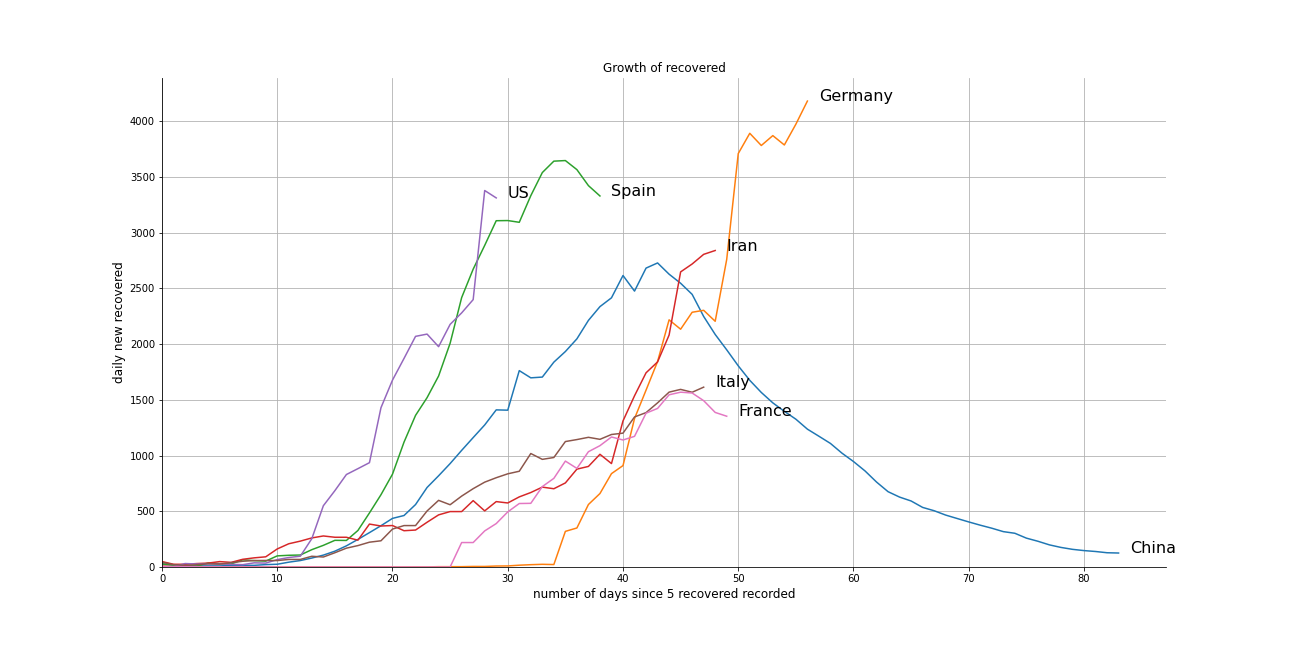 Growth of recovered
Germany
4000
3500
US
Spain
3000
Iran
2500
daily new recovered
2000
Italy
1500
France
1000
500
China
0
0 10 20 30 40 50 60 70 80
number of days since 5 recovered recorded